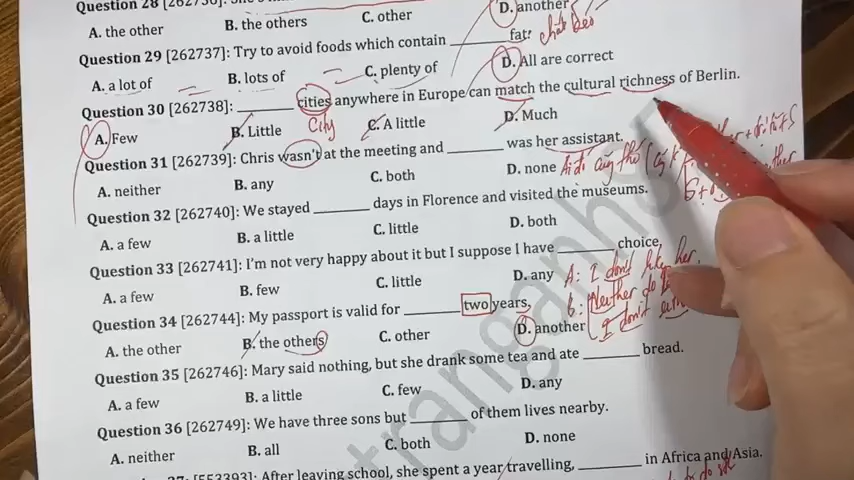 Question 28
A. the other B. the others C. other D. another
Question 29 [262737]: Try to avoid foods which contain ________ fat? chất béo
A. a lot of B. lots of C. plenty of D. All are correct
Question 30 [262738]: ________ cities anywhere in Europe can match the cultural richness of Berlin.
A. Few B. Little City C. A little D. Much
Question 31 [262739]: Chris wasn't at the meeting and ________ was her assistant.
A. neither B. any C. both D. none
Question 32 [262740]: We stayed ________ days in Florence and visited the museums.
A. a few B. a little C. little D. both
Question 33 [262741]: I'm not very happy about it but I suppose I have ________ choice.
A. a few B. few C. little D. any A: I don't like her.
Question 34 [262744]: My passport is valid for ________ two years. B: Neither do
A. the other B. the others C. other D. another I don't
Question 35 [262746]: Mary said nothing, but she drank some tea and ate ________ bread.
A. a few B. a little C. few D. any
Question 36 [262749]: We have three sons but ________ of them lives nearby.
A. neither B. all C. both D. none
[553393]: After leaving school, she spent a year travelling, ________ in Africa and Asia.
tranganh